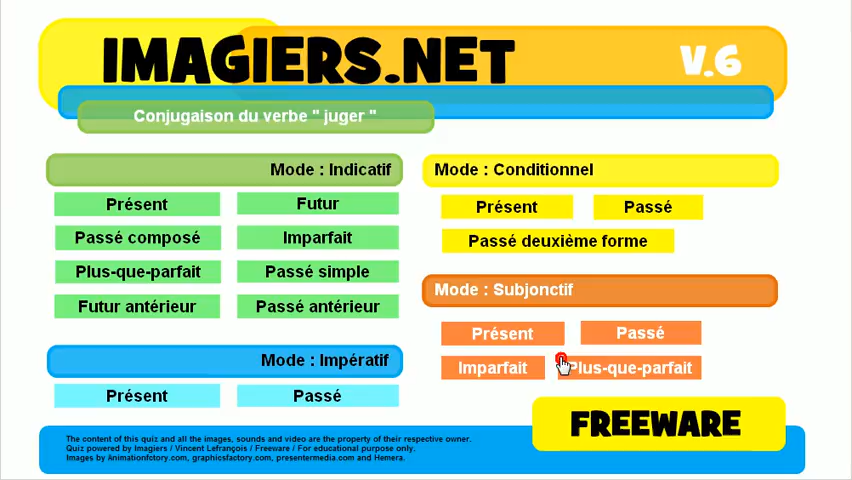 IMAGIERS.NET
V.6
Conjugaison du verbe " juger "
Mode : Indicatif
Présent
Futur
Passé composé
Imparfait
Plus-que-parfait
Passé simple
Futur antérieur
Passé antérieur
Mode : Impératif
Présent
Passé
Mode : Conditionnel
Présent
Passé
Passé deuxième forme
Mode : Subjonctif
Présent
Passé
Imparfait
Plus-que-parfait
FREEWARE
The content of this quiz and all the images, sounds and video are the property of their respective owner.
Quiz powered by Imagiers / Vincent Lefrançois / Freeware / For educational purpose only.
Images by Animationfctory.com, graphicsfactory.com, presentermedia.com and Hemera.